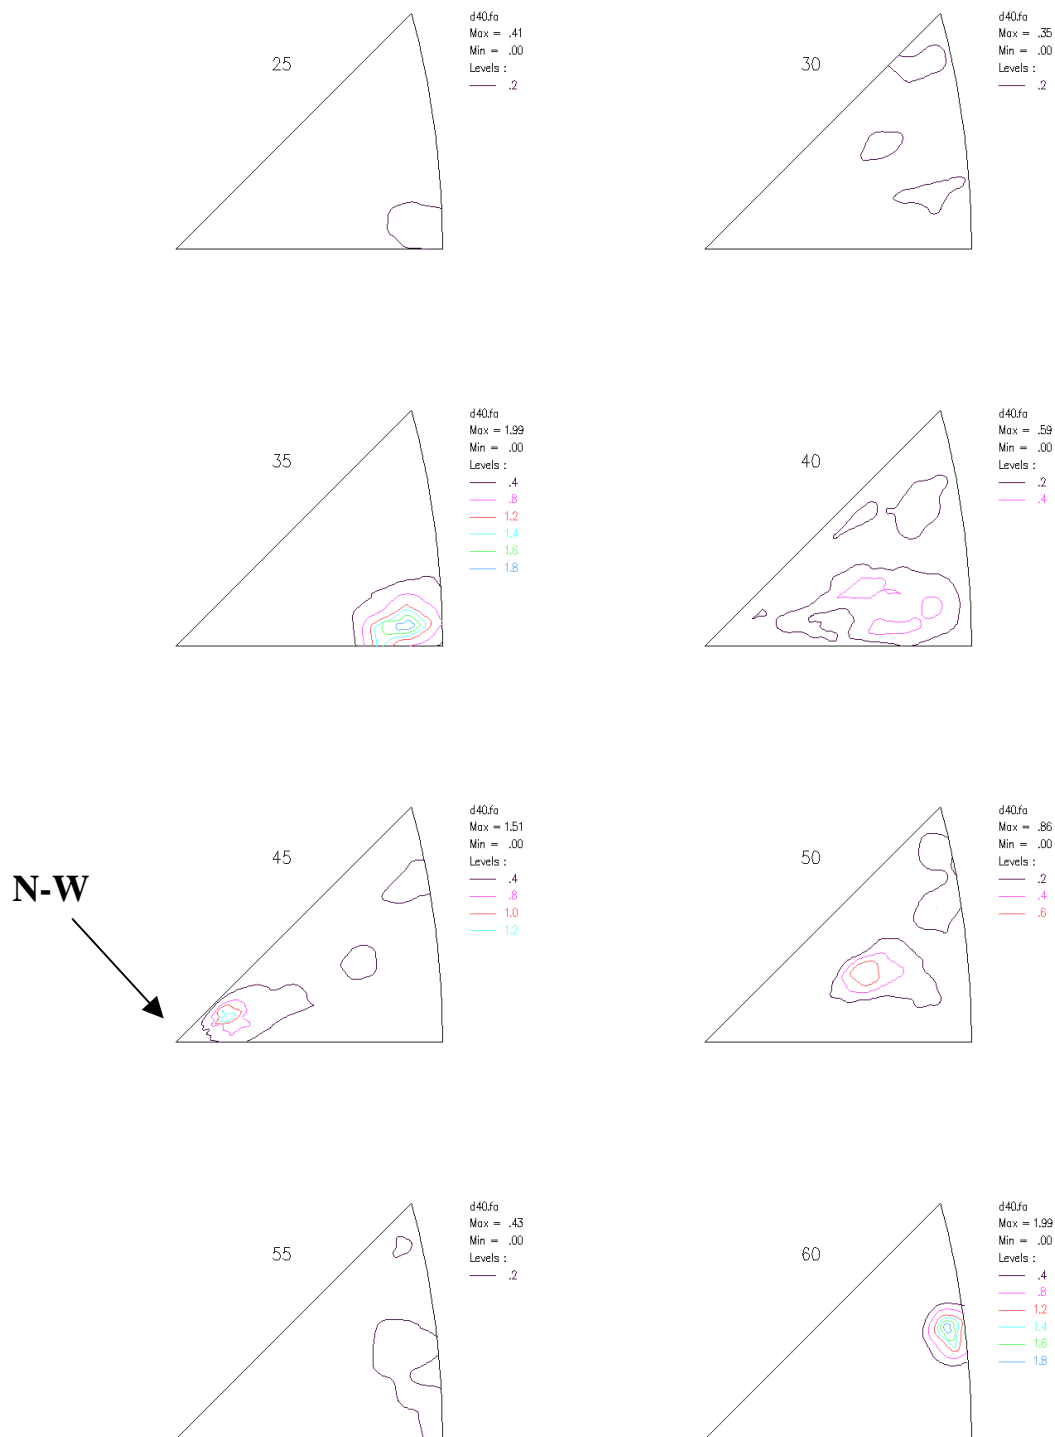 25
d40.fa
Max = .41
Min = .00
Levels :
.2
30
d40.fa
Max = .35
Min = .00
Levels :
.2
35
d40.fa
Max = 1.99
Min = .00
Levels :
.4
.8
1.2
1.4
1.6
1.8
40
d40.fa
Max = .59
Min = .00
Levels :
.2
.4
N-W
45
d40.fa
Max = 1.51
Min = .00
Levels :
.4
.8
1.0
1.2
50
d40.fa
Max = .86
Min = .00
Levels :
.2
.4
.6
55
d40.fa
Max = .43
Min = .00
Levels :
.2
60
d40.fa
Max = 1.99
Min = .00
Levels :
.4
.8
1.2
1.4
1.6
1.8